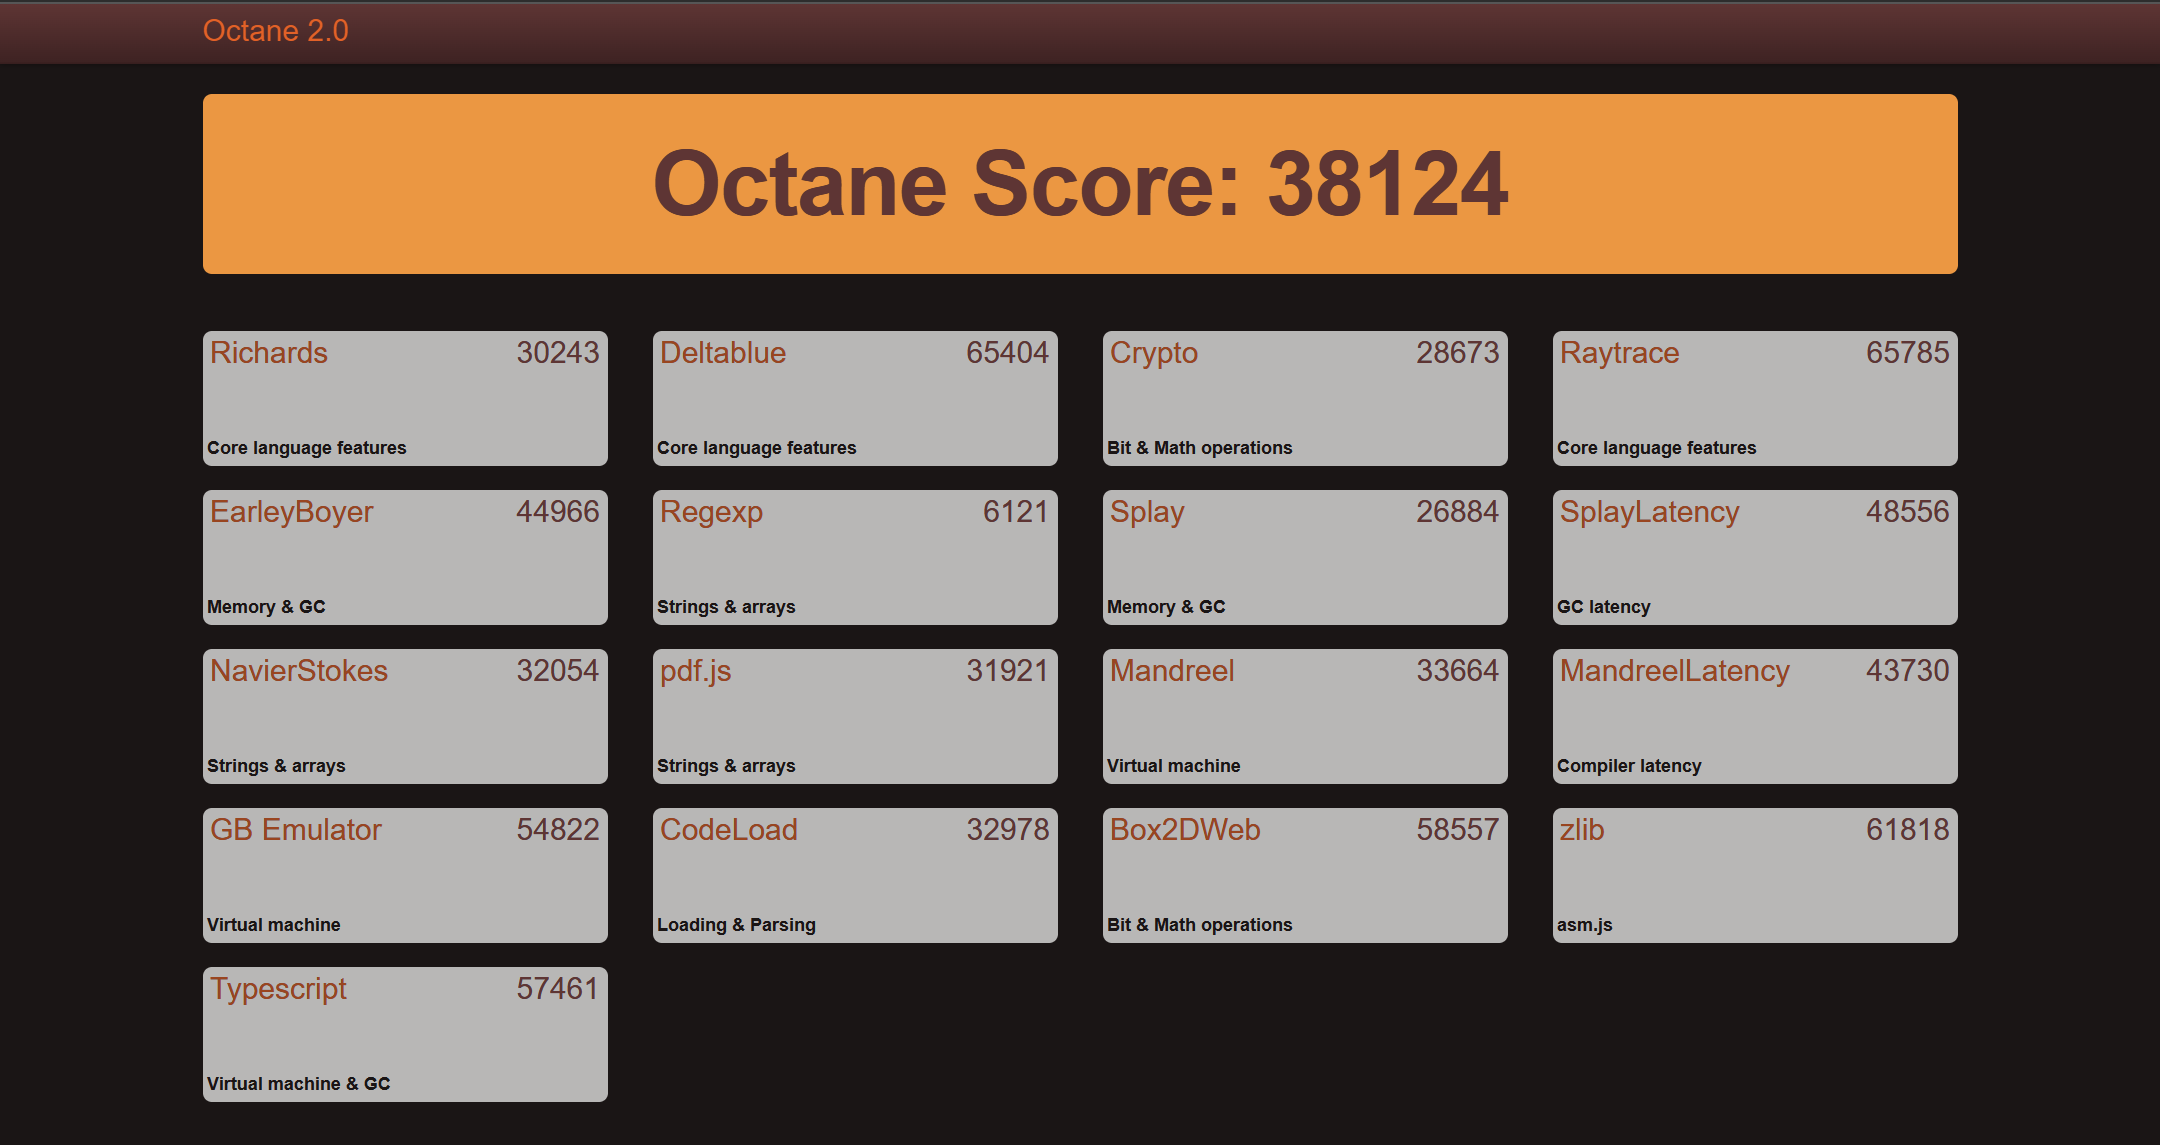 Octane 2.0
Octane Score: 38124
Richards 30243
Core language features
Deltablue 65404
Core language features
Crypto 28673
Bit & Math operations
Raytrace 65785
Core language features
EarleyBoyer 44966
Memory & GC
Regexp 6121
Strings & arrays
Splay 26884
Memory & GC
SplayLatency 48556
GC latency
NavierStokes 32054
Strings & arrays
pdf.js 31921
Strings & arrays
Mandreel 33664
Virtual machine
MandreelLatency 43730
Compiler latency
GB Emulator 54822
Virtual machine
CodeLoad 32978
Loading & Parsing
Box2DWeb 58557
Bit & Math operations
zlib 61818
asm.js
Typescript 57461
Virtual machine & GC